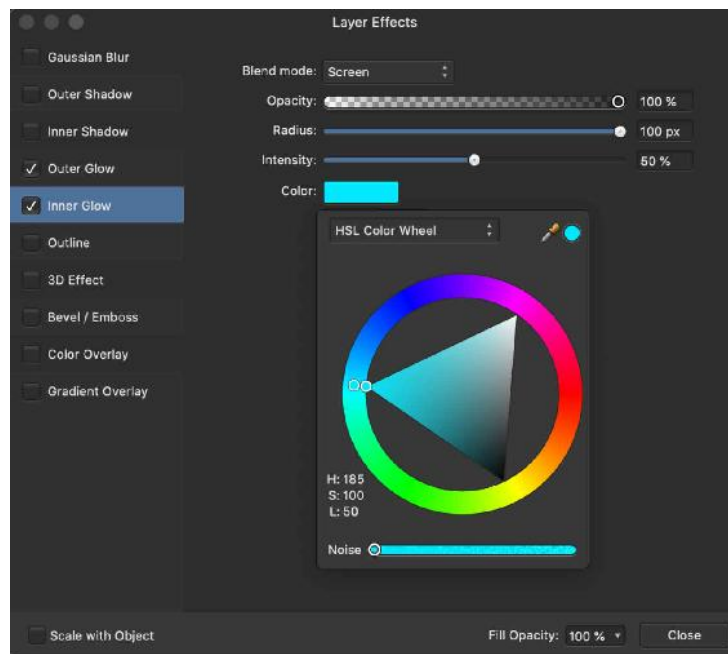 Layer Effects
Gaussian Blur
Outer Shadow
Inner Shadow
Outer Glow
Inner Glow
Outline
3D Effect
Bevel / Emboss
Color Overlay
Gradient Overlay
Blend mode: Screen
Opacity: 100 %
Radius: 100 px
Intensity: 50 %
Color:
HSL Color Wheel
H: 185
S: 100
L: 50
Noise
Scale with Object
Fill Opacity: 100 %
Close